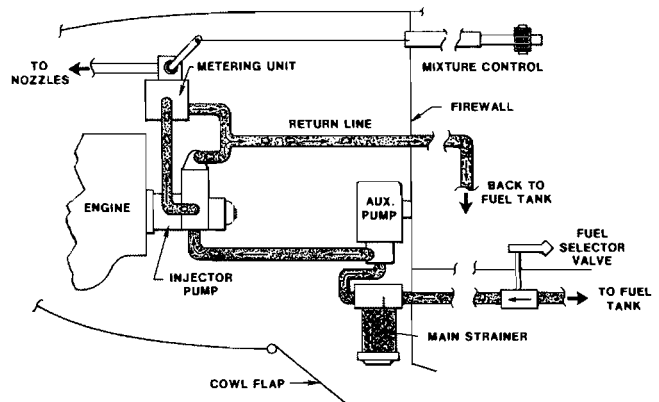 TO
NOZZLES
METERING UNIT
MIXTURE CONTROL
FIREWALL
RETURN LINE
ENGINE
AUX.
PUMP
BACK TO
FUEL TANK
FUEL
SELECTOR
VALVE
INJECTOR
PUMP
TO FUEL
TANK
MAIN STRAINER
COWL FLAP